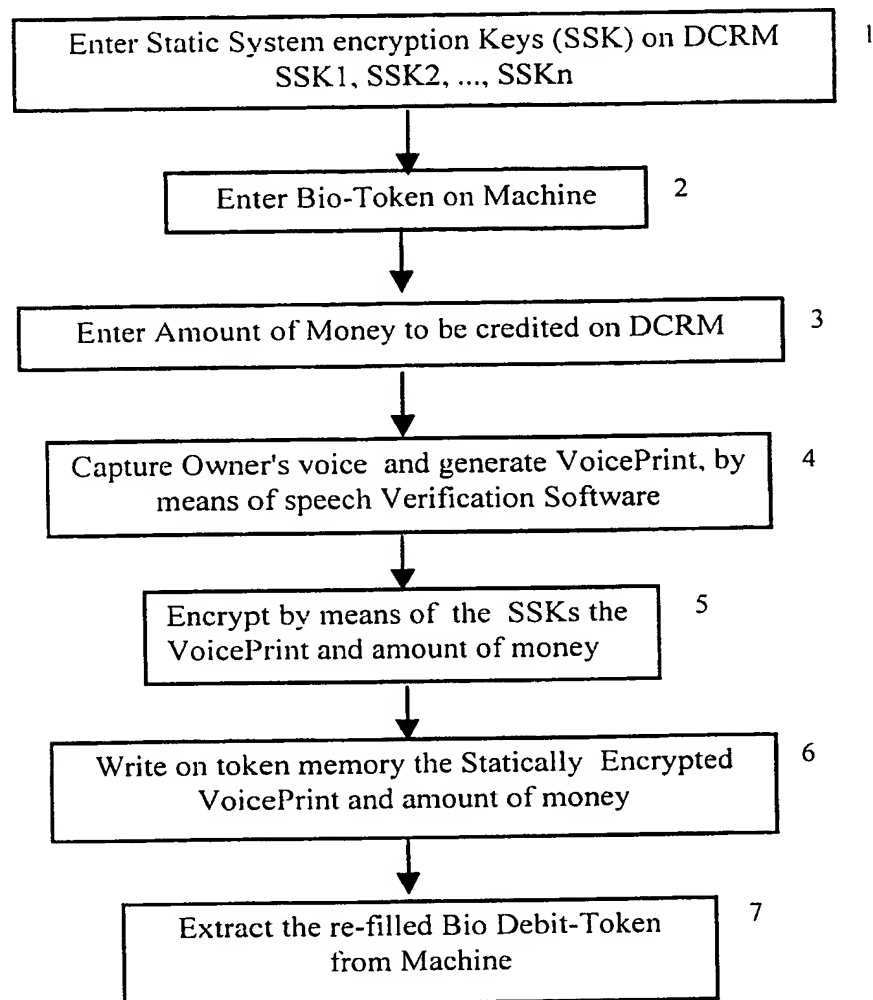 Enter Static System encryption Keys (SSK) on DCRM
SSK1, SSK2, ..., SSKn
1
Enter Bio-Token on Machine
2
Enter Amount of Money to be credited on DCRM
3
Capture Owner's voice and generate VoicePrint, by
means of speech Verification Software
4
Encrypt by means of the SSKs the
VoicePrint and amount of money
5
Write on token memory the Statically Encrypted
VoicePrint and amount of money
6
Extract the re-filled Bio Debit-Token
from Machine
7